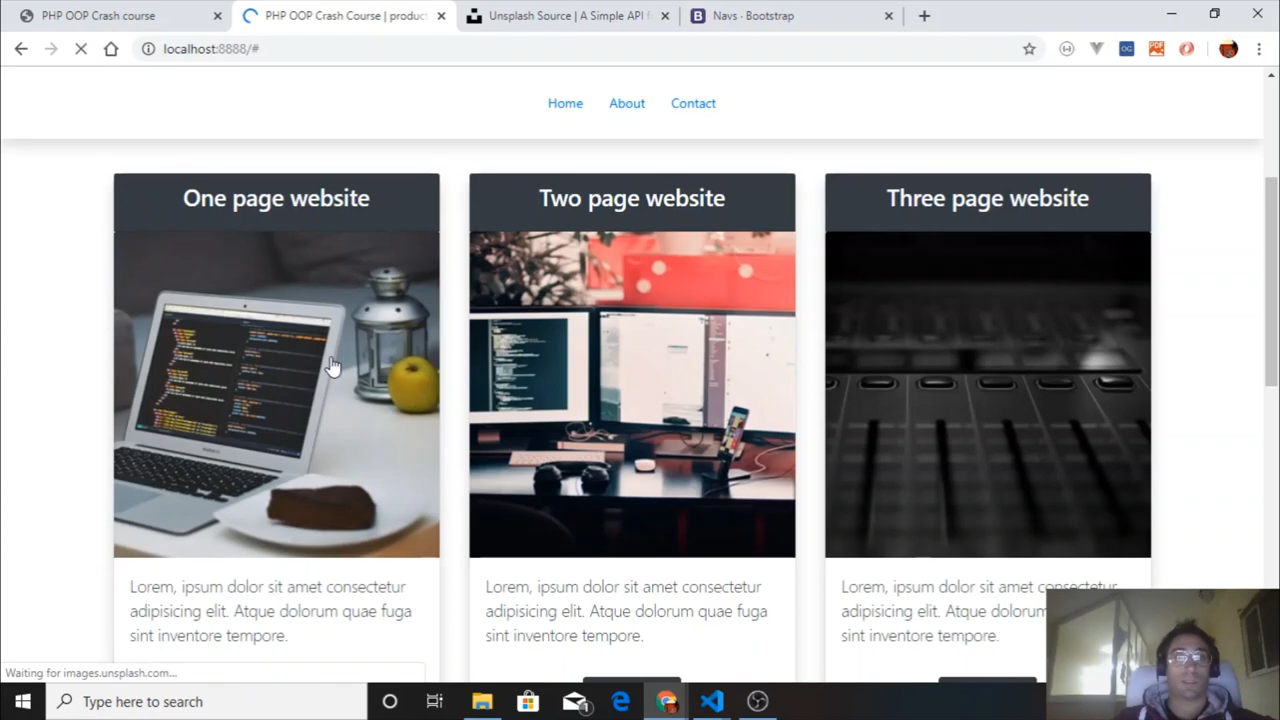 PHP OOP Crash course
PHP OOP Crash Course | product
Unsplash Source | A Simple API f
Navs · Bootstrap
localhost:8888/#
Home About Contact
One page website
Two page website
Three page website
Lorem, ipsum dolor sit amet consectetur
adipisicing elit. Atque dolorum quae fuga
sint inventore tempore.
Lorem, ipsum dolor sit amet consectetur
adipisicing elit. Atque dolorum quae fuga
sint inventore tempore.
Lorem, ipsum dolor sit amet consectetur
adipisicing elit. Atque dolorum
sint inventore tempore.
Waiting for images.unsplash.com...
Type here to search